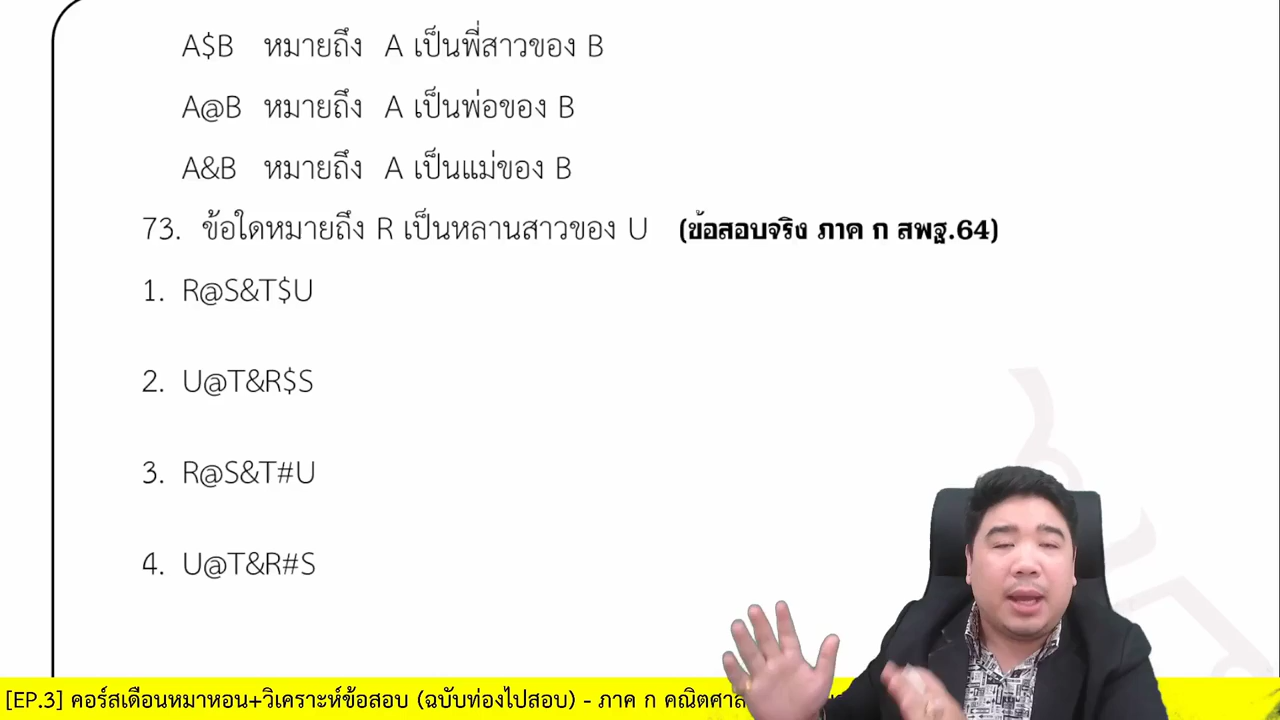 A$B หมายถึง A เป็นพี่สาวของ B
A@B หมายถึง A เป็นพ่อของ B
A&B หมายถึง A เป็นแม่ของ B
73. ข้อใดหมายถึง R เป็นหลานสาวของ U (ข้อสอบจริง ภาค ก สพฐ.64)
1. R@S&T$U
2. U@T&R$S
3. R@S&T#U
4. U@T&R#S
[EP.3] คอร์สเดือนหมาหอน+วิเคราะห์ข้อสอบ (ฉบับท่องไปสอบ) - ภาค ก